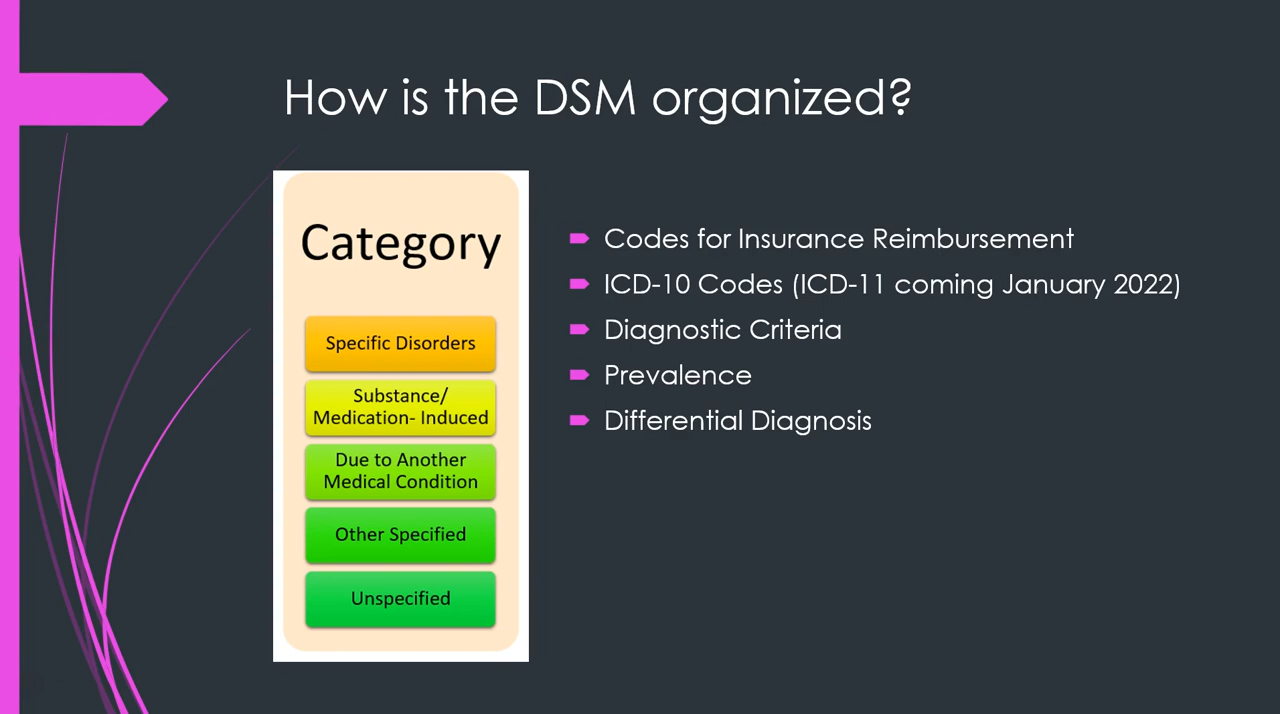 How is the DSM organized?
Category
Specific Disorders
Substance/
Medication- Induced
Due to Another
Medical Condition
Other Specified
Unspecified
Codes for Insurance Reimbursement
ICD-10 Codes (ICD-11 coming January 2022)
Diagnostic Criteria
Prevalence
Differential Diagnosis